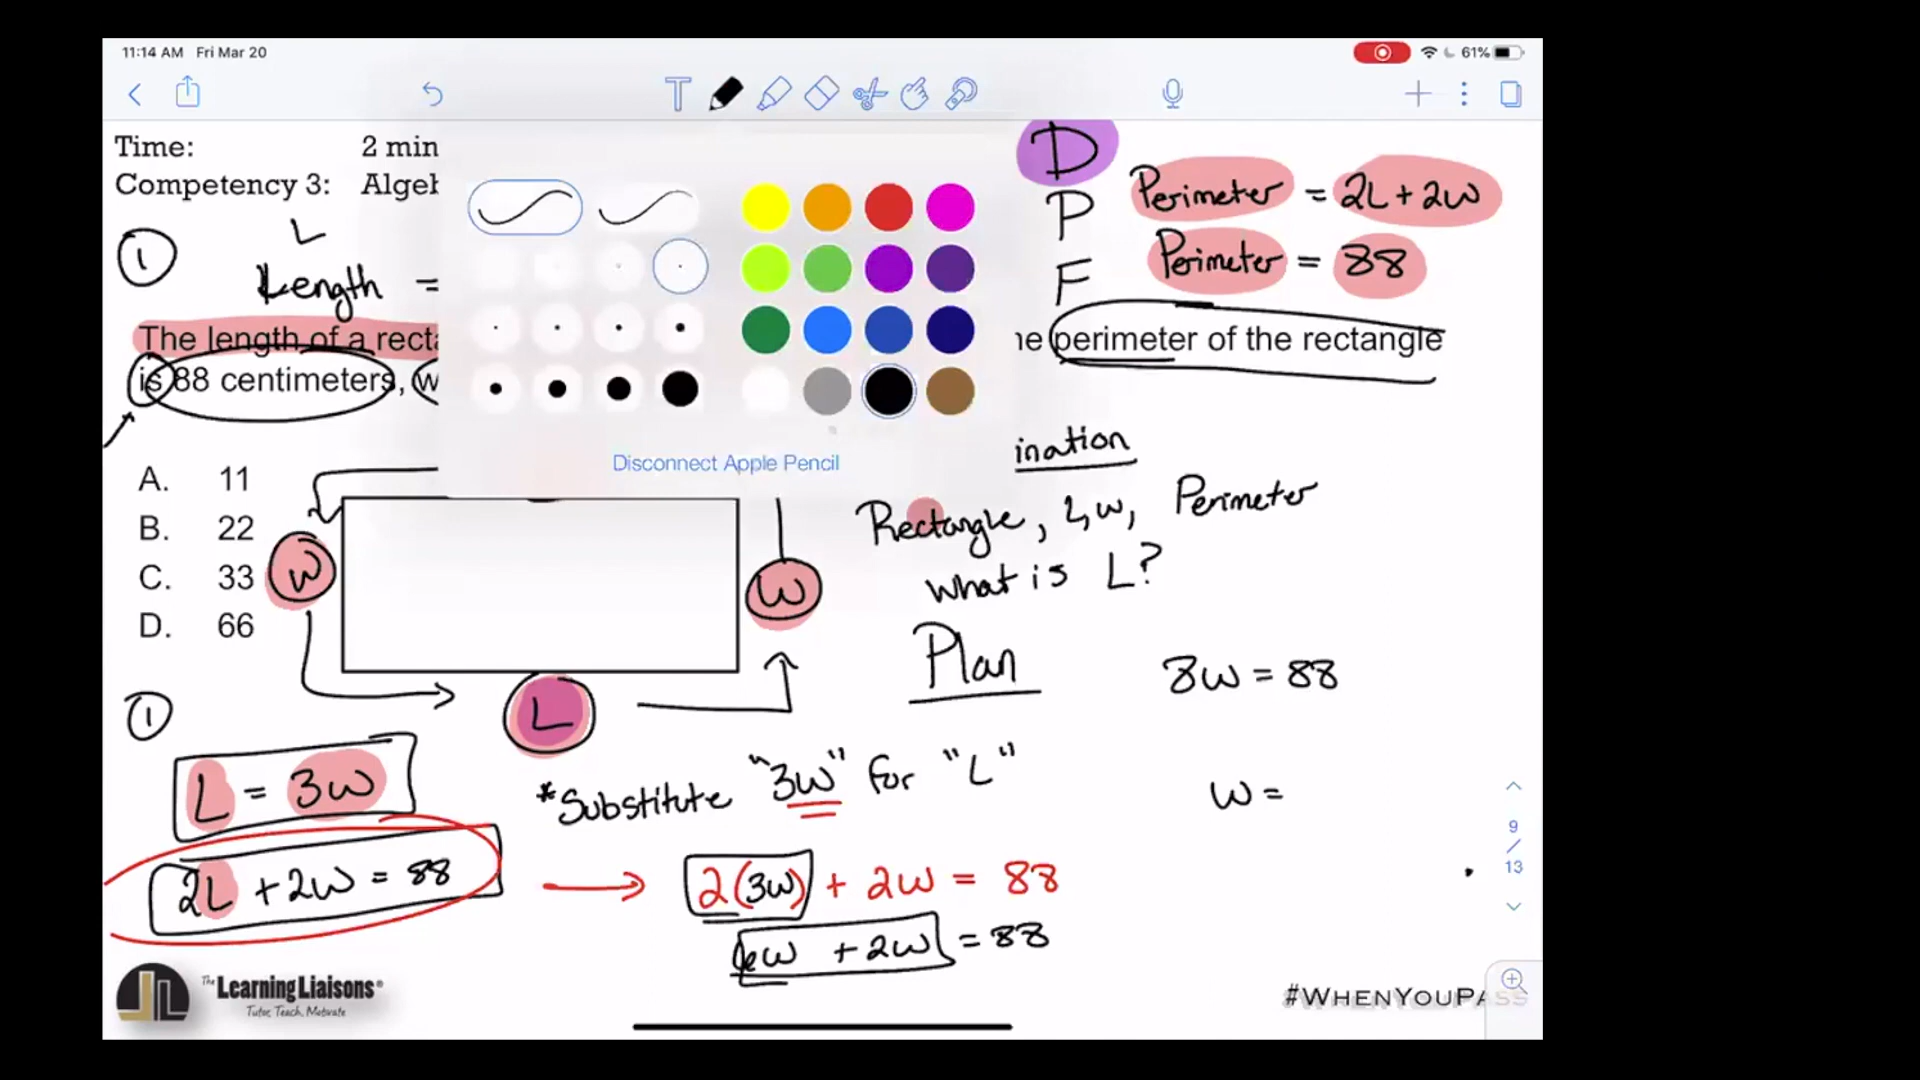 11:14 AM Fri Mar 20 61%
T
Time: 2 min
Competency 3: Algeb
D
P
F
Perimeter = 2L + 2W
Perimeter = 88
1
L
Length =
The length of a recta
he perimeter of the rectangle
is 88 centimeters, w
Disconnect Apple Pencil
ination
A. 11
B. 22
C. 33
D. 66
W
W
L
Rectangle, L, W, Perimeter
what is L?
Plan
8W = 88
W =
1
L = 3W
*Substitute "3W" for "L"
2L + 2W = 88
2(3W) + 2W = 88
6W + 2W = 88
9
/
13
The Learning Liaisons®
Tutor, Teach, Motivate
#WhenYouPass